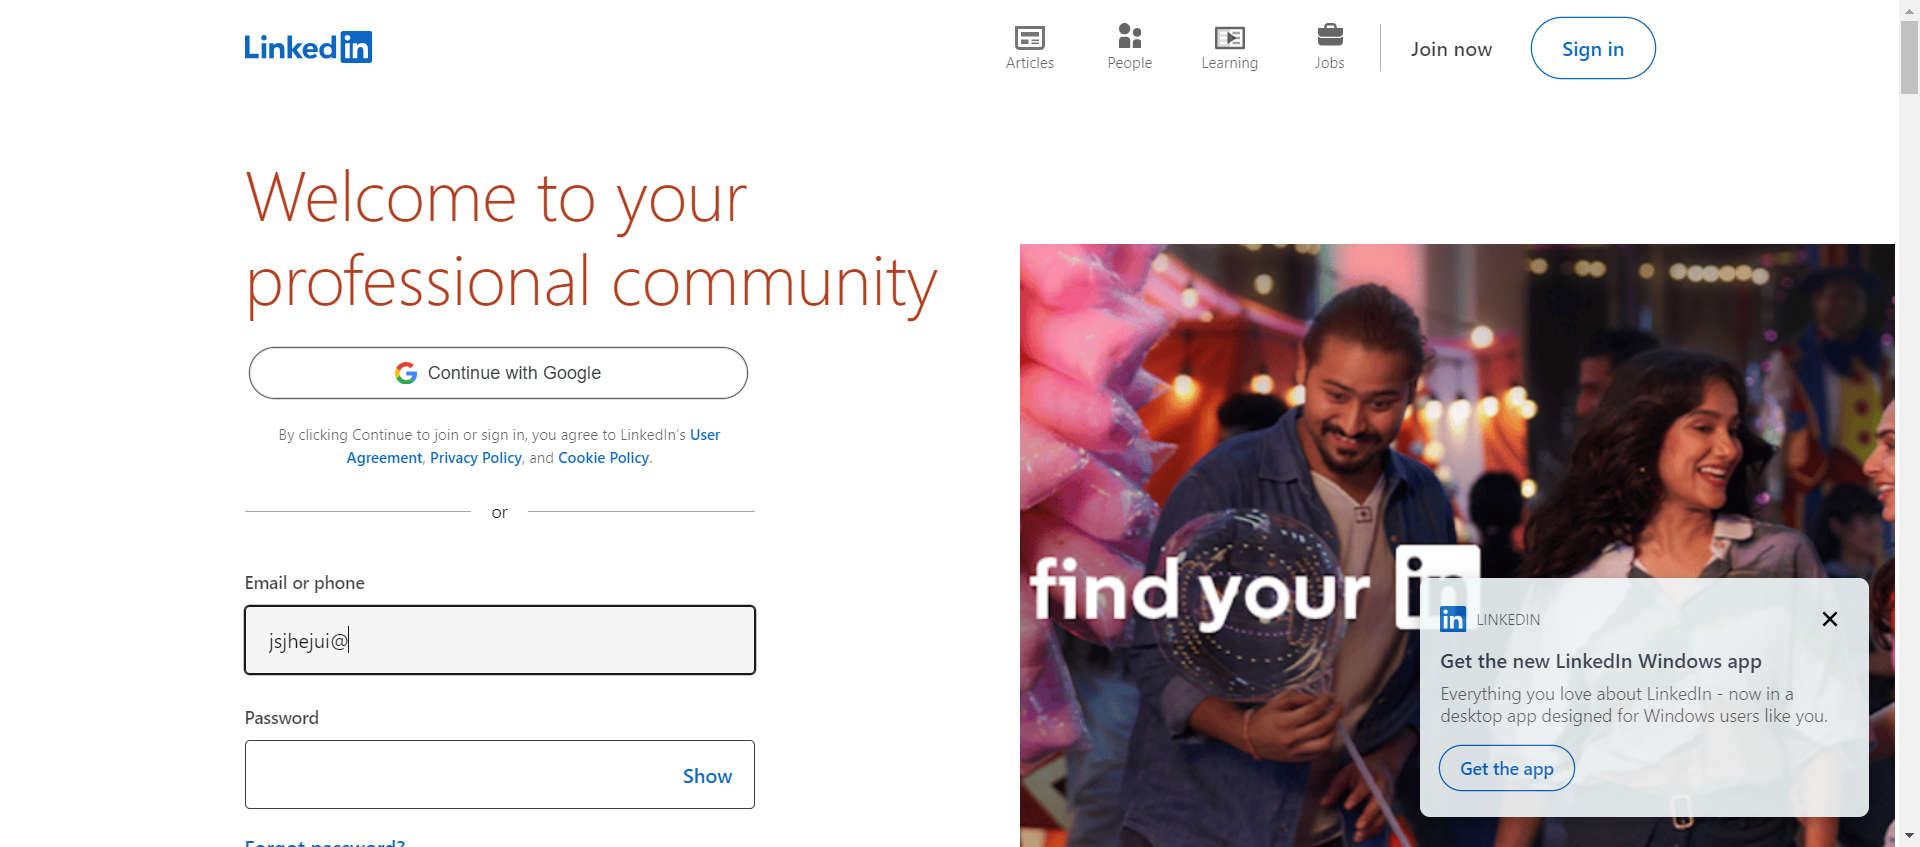 LinkedIn
Articles
People
Learning
Jobs
Join now
Sign in
Welcome to your
professional community
Continue with Google
By clicking Continue to join or sign in, you agree to LinkedIn’s User
Agreement, Privacy Policy, and Cookie Policy.
or
Email or phone
jsjhejui@
Password
Show
Forgot password?
find your in
in LINKEDIN
Get the new LinkedIn Windows app
Everything you love about LinkedIn - now in a
desktop app designed for Windows users like you.
Get the app